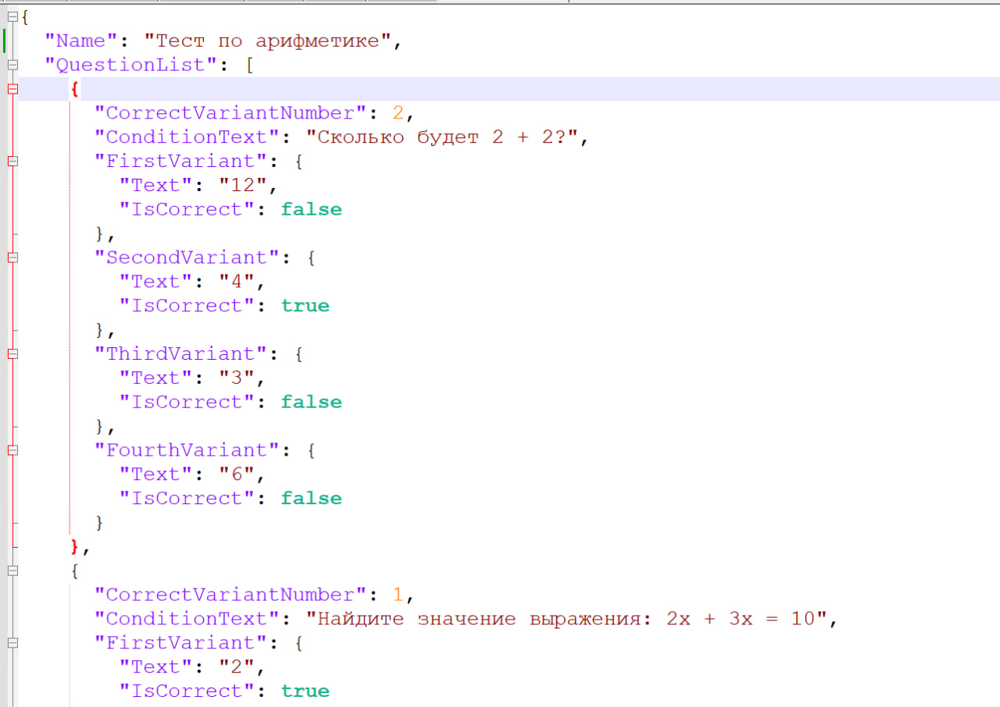 {
"Name": "Тест по арифметике",
"QuestionList": [
{
"CorrectVariantNumber": 2,
"ConditionText": "Сколько будет 2 + 2?",
"FirstVariant": {
"Text": "12",
"IsCorrect": false
},
"SecondVariant": {
"Text": "4",
"IsCorrect": true
},
"ThirdVariant": {
"Text": "3",
"IsCorrect": false
},
"FourthVariant": {
"Text": "6",
"IsCorrect": false
}
},
{
"CorrectVariantNumber": 1,
"ConditionText": "Найдите значение выражения: 2x + 3x = 10",
"FirstVariant": {
"Text": "2",
"IsCorrect": true